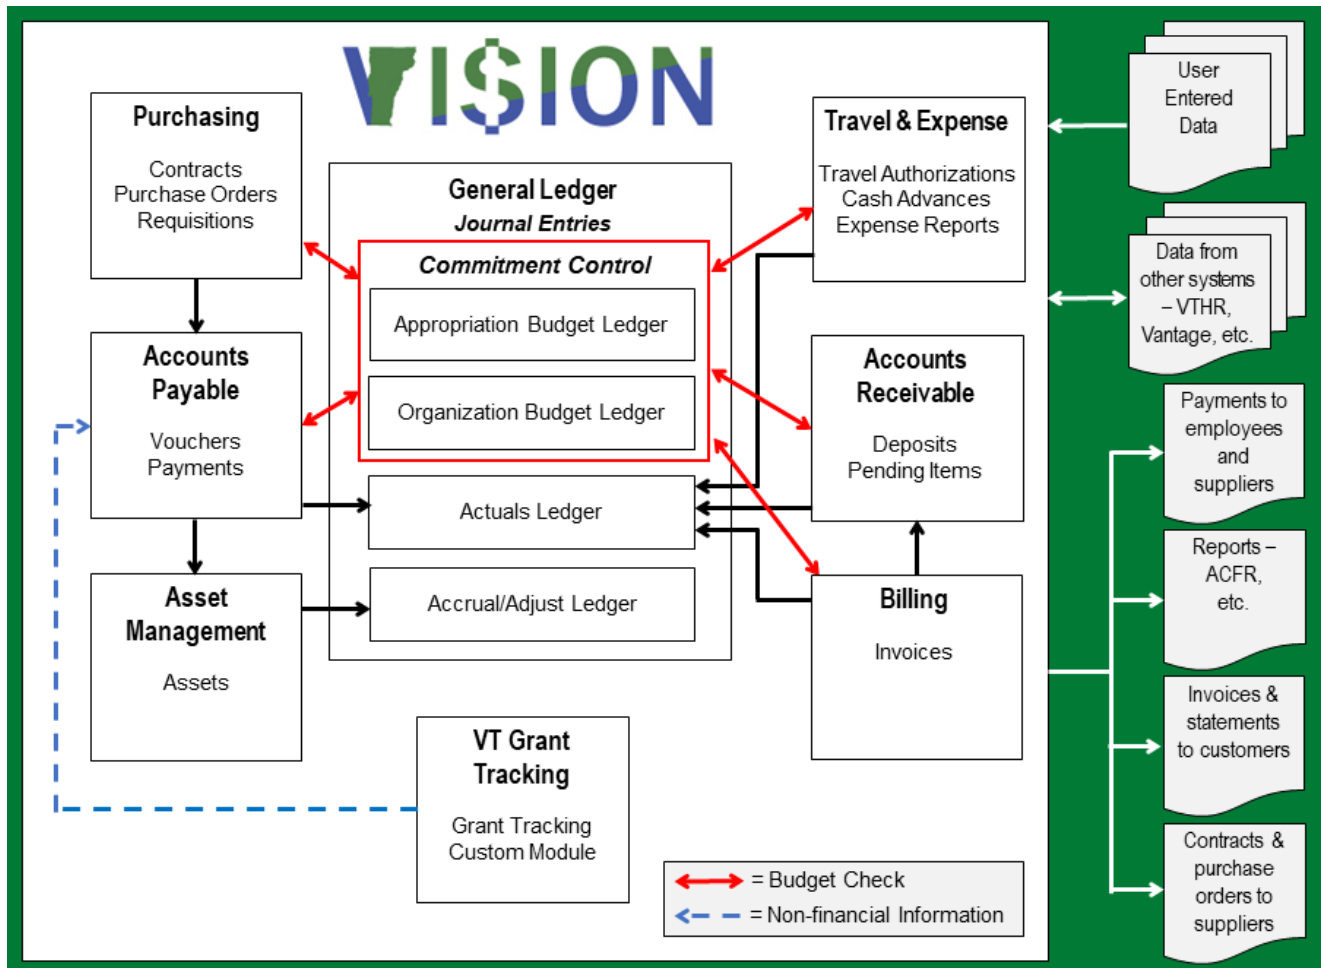 VI$ION
Purchasing
Contracts
Purchase Orders
Requisitions
Accounts
Payable
Vouchers
Payments
Asset
Management
Assets
General Ledger
Journal Entries
Commitment Control
Appropriation Budget Ledger
Organization Budget Ledger
Actuals Ledger
Accrual/Adjust Ledger
VT Grant
Tracking
Grant Tracking
Custom Module
Travel & Expense
Travel Authorizations
Cash Advances
Expense Reports
Accounts
Receivable
Deposits
Pending Items
Billing
Invoices
= Budget Check
= Non-financial Information
User
Entered
Data
Data from
other systems
– VTHR,
Vantage, etc.
Payments to
employees
and
suppliers
Reports –
ACFR,
etc.
Invoices &
statements
to customers
Contracts &
purchase
orders to
suppliers